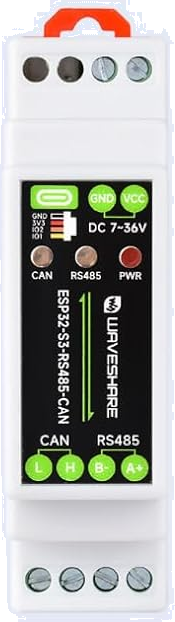 GND VCC
DC 7~36V
GND
3V3
IO2
IO1
CAN RS485 PWR
ESP32-S3-RS485-CAN
WAVESHARE
CAN RS485
L H B- A+